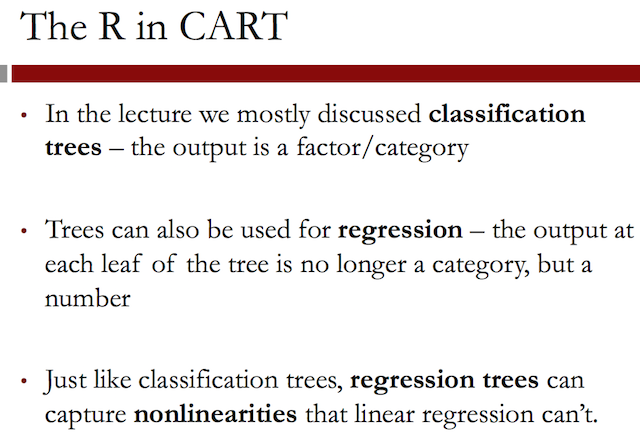 The R in CART
• In the lecture we mostly discussed classification
trees – the output is a factor/category
• Trees can also be used for regression – the output at
each leaf of the tree is no longer a category, but a
number
• Just like classification trees, regression trees can
capture nonlinearities that linear regression can’t.